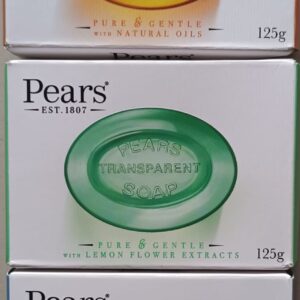 PURE & GENTLE
WITH NATURAL OILS
125g
Pears
Pears®
EST. 1807
PEARS
TRANSPARENT
SOAP
PURE & GENTLE
WITH LEMON FLOWER EXTRACTS
125g
Pears